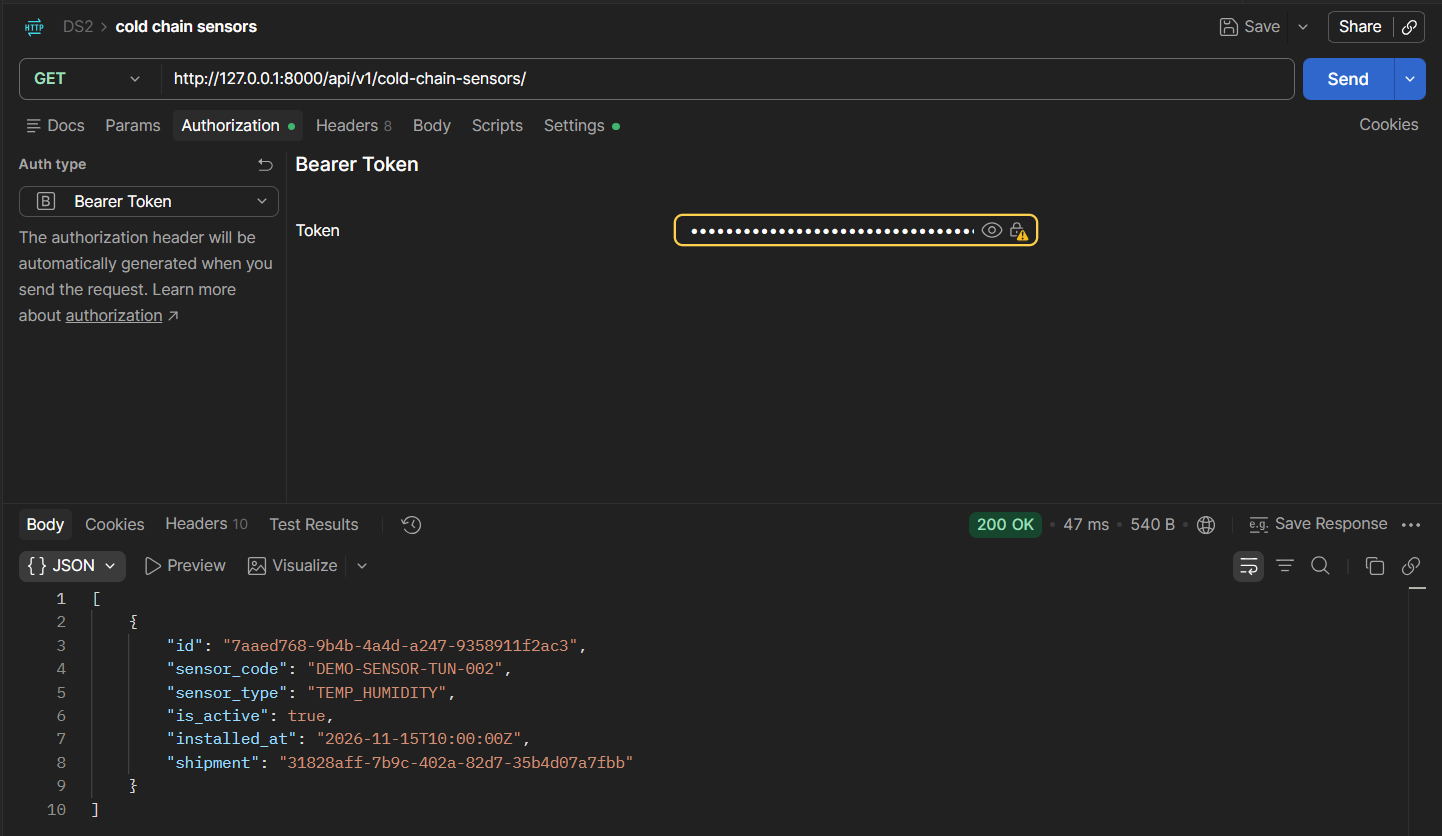 HTTP DS2 > cold chain sensors Save Share
GET http://127.0.0.1:8000/api/v1/cold-chain-sensors/ Send
Docs Params Authorization Headers 8 Body Scripts Settings Cookies
Auth type
B Bearer Token
The authorization header will be
automatically generated when you
send the request. Learn more
about authorization ↗
Bearer Token
Token
Body Cookies Headers 10 Test Results 200 OK • 47 ms • 540 B • e.g. Save Response
{} JSON Preview Visualize
1 [
2 {
3 "id": "7aaed768-9b4b-4a4d-a247-9358911f2ac3",
4 "sensor_code": "DEMO-SENSOR-TUN-002",
5 "sensor_type": "TEMP_HUMIDITY",
6 "is_active": true,
7 "installed_at": "2026-11-15T10:00:00Z",
8 "shipment": "31828aff-7b9c-402a-82d7-35b4d07a7fbb"
9 }
10 ]